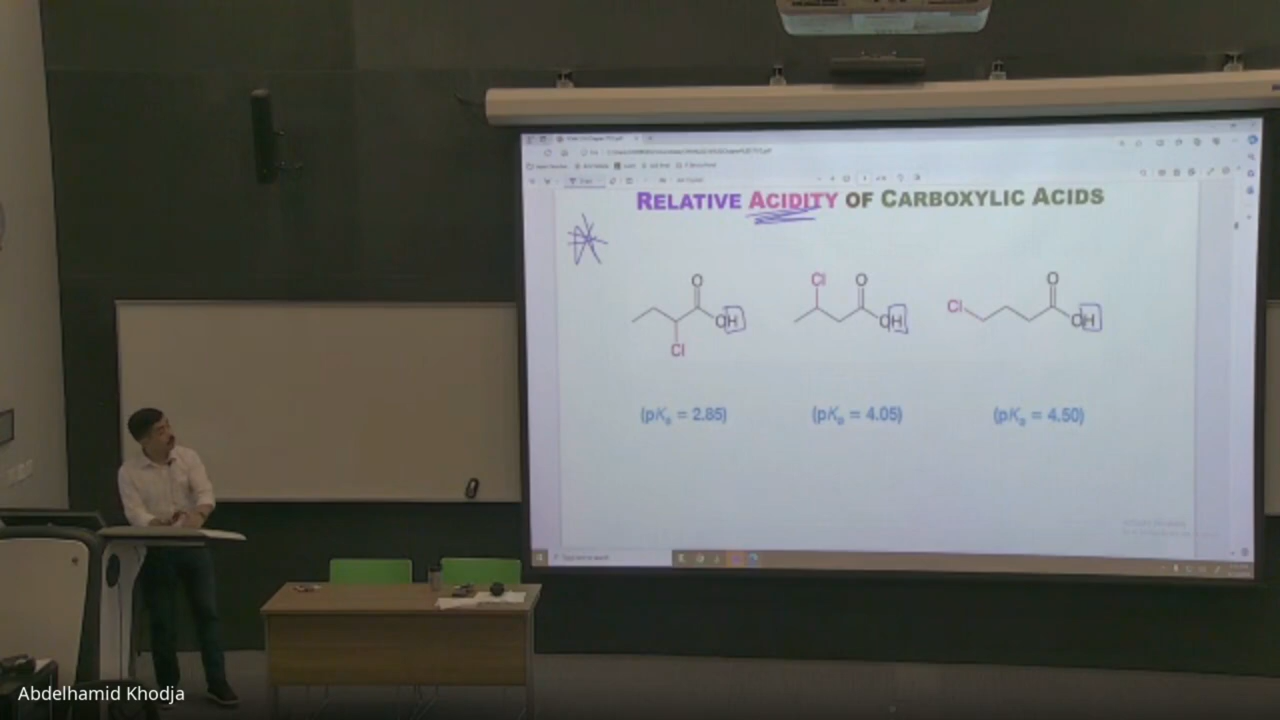 RELATIVE ACIDITY OF CARBOXYLIC ACIDS
O Cl O O
Cl
OH OH OH
Cl
(pKa = 2.85) (pKa = 4.05) (pKa = 4.50)
Abdelhamid Khodja